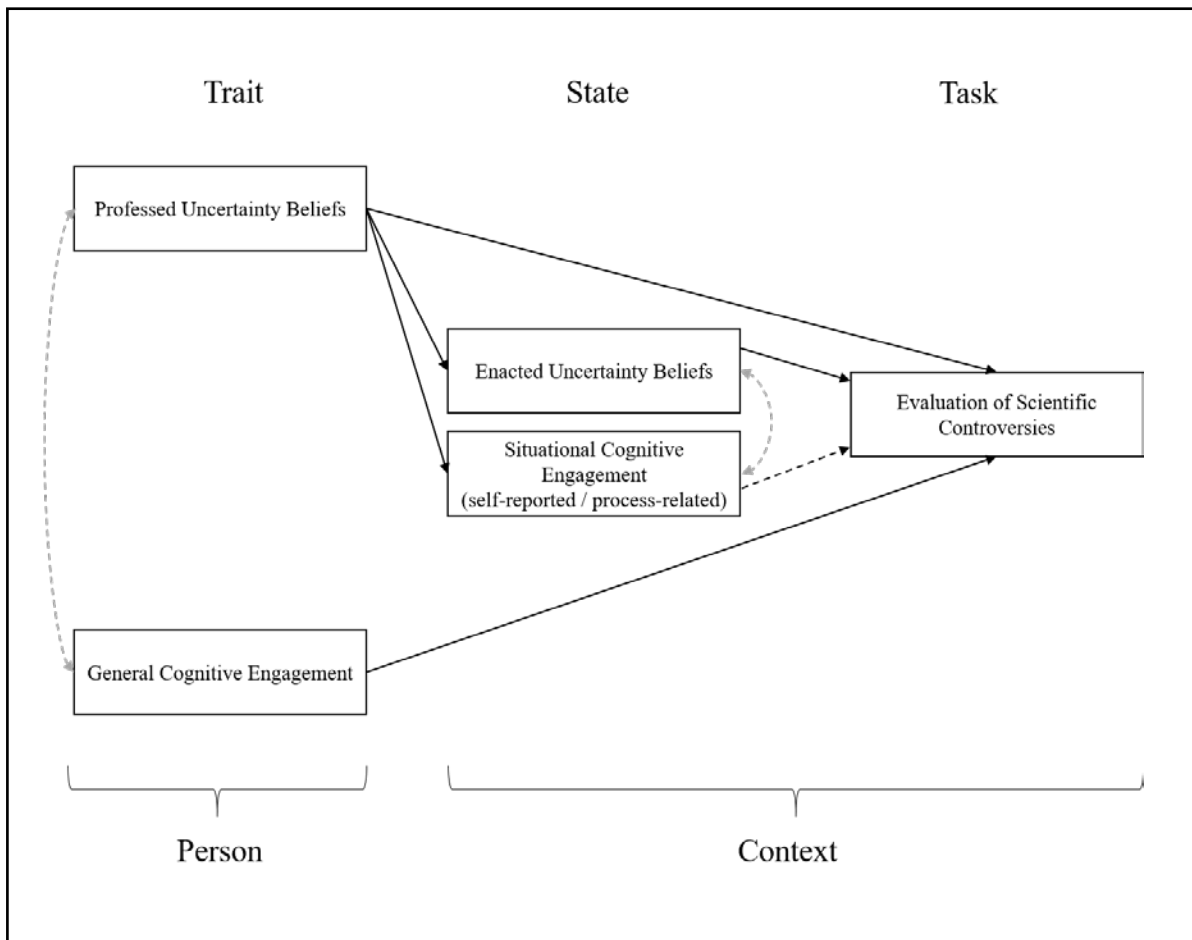 Trait
State
Task
Professed Uncertainty Beliefs
Enacted Uncertainty Beliefs
Evaluation of Scientific
Controversies
Situational Cognitive
Engagement
(self-reported / process-related)
General Cognitive Engagement
Person
Context